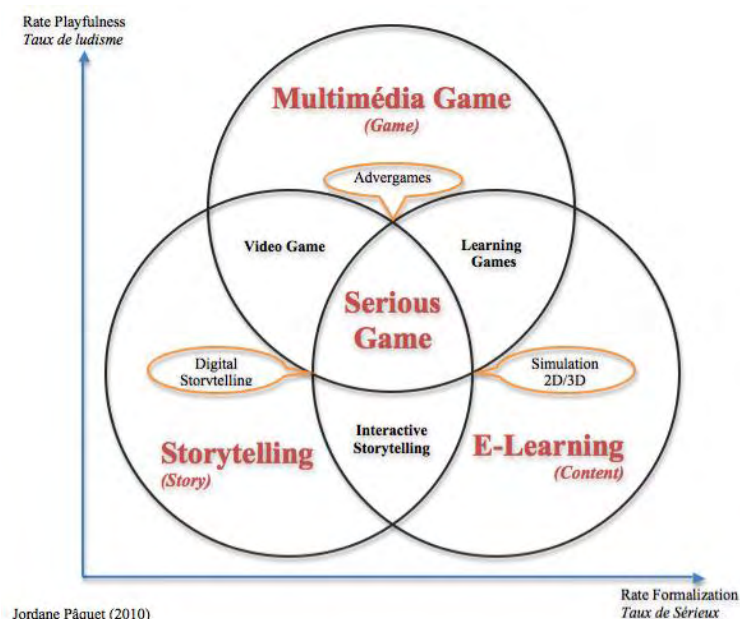 Rate Playfulness
Taux de ludisme
Multimédia Game
(Game)
Advergames
Video Game
Learning
Games
Serious
Game
Digital
Storytelling
Simulation
2D/3D
Interactive
Storytelling
Storytelling
(Story)
E-Learning
(Content)
Rate Formalization
Taux de Sérieux
Jordane Pâquet (2010)